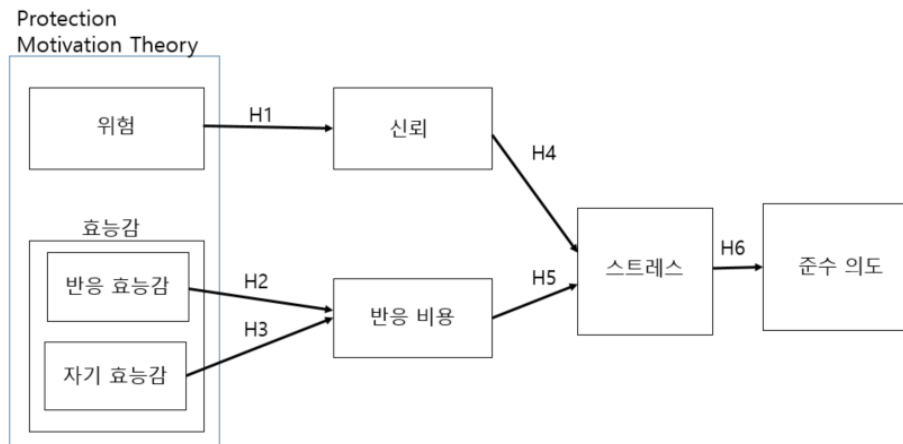 Protection
Motivation Theory
위험
H1
신뢰
H4
효능감
반응 효능감
H2
자기 효능감
H3
반응 비용
H5
스트레스
H6
준수 의도